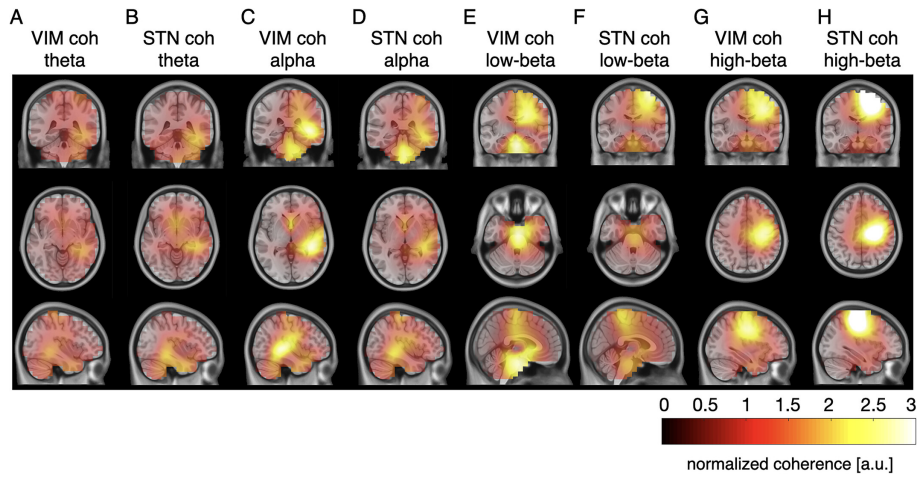 A B C D E F G H
VIM coh STN coh VIM coh STN coh VIM coh STN coh VIM coh STN coh
theta theta alpha alpha low-beta low-beta high-beta high-beta
0 0.5 1 1.5 2 2.5 3
normalized coherence [a.u.]